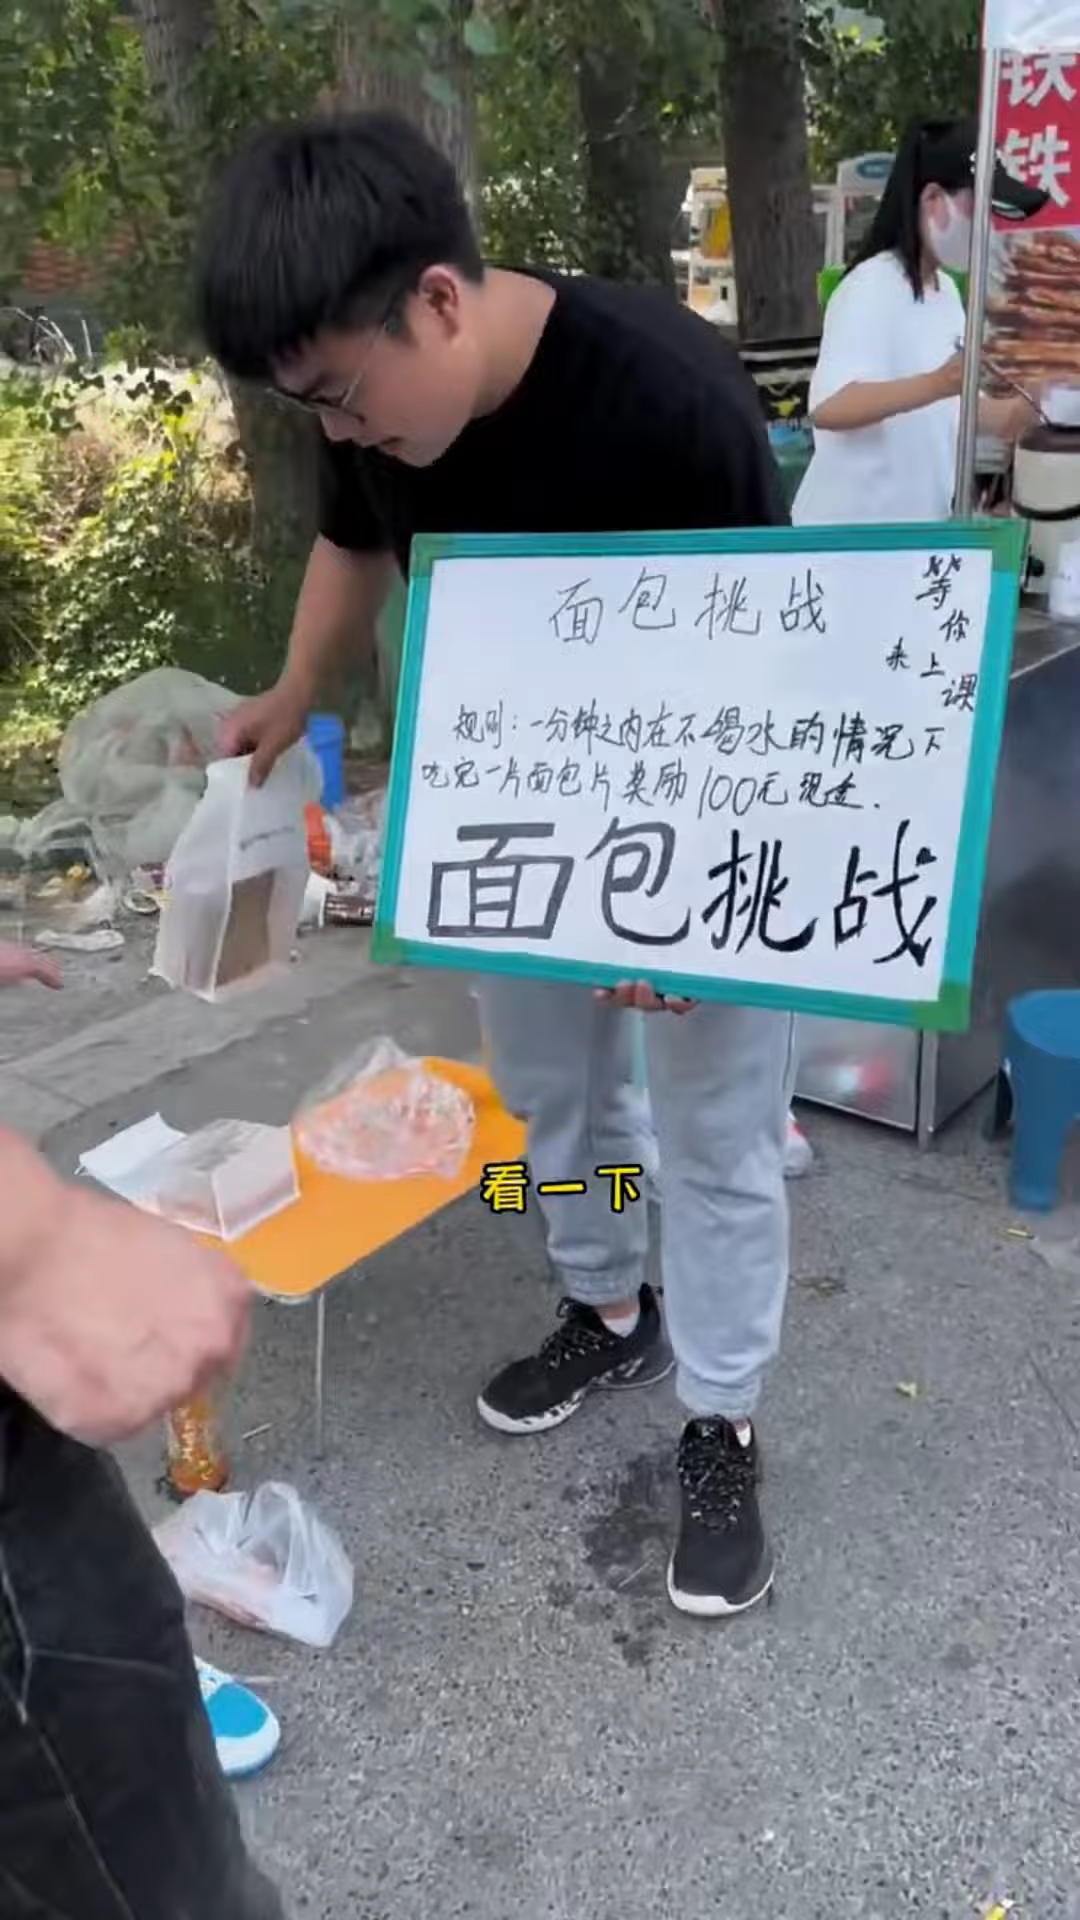 面包挑战
等你
来上课
规则：一分钟之内在不喝水的情况下
吃完一片面包片奖励100元现金.
面包挑战
看一下
铁
铁